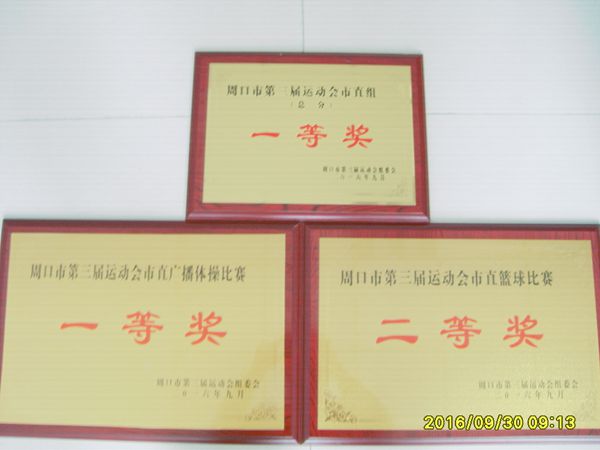 周口市第三届运动会市直组
（总分）
一等奖
周口市第三届运动会组委会
二〇一六年九月
周口市第三届运动会市直广播体操比赛
一等奖
周口市第三届运动会组委会
二〇一六年九月
周口市第三届运动会市直篮球比赛
二等奖
周口市第三届运动会组委会
二〇一六年九月
2016/09/30 09:13